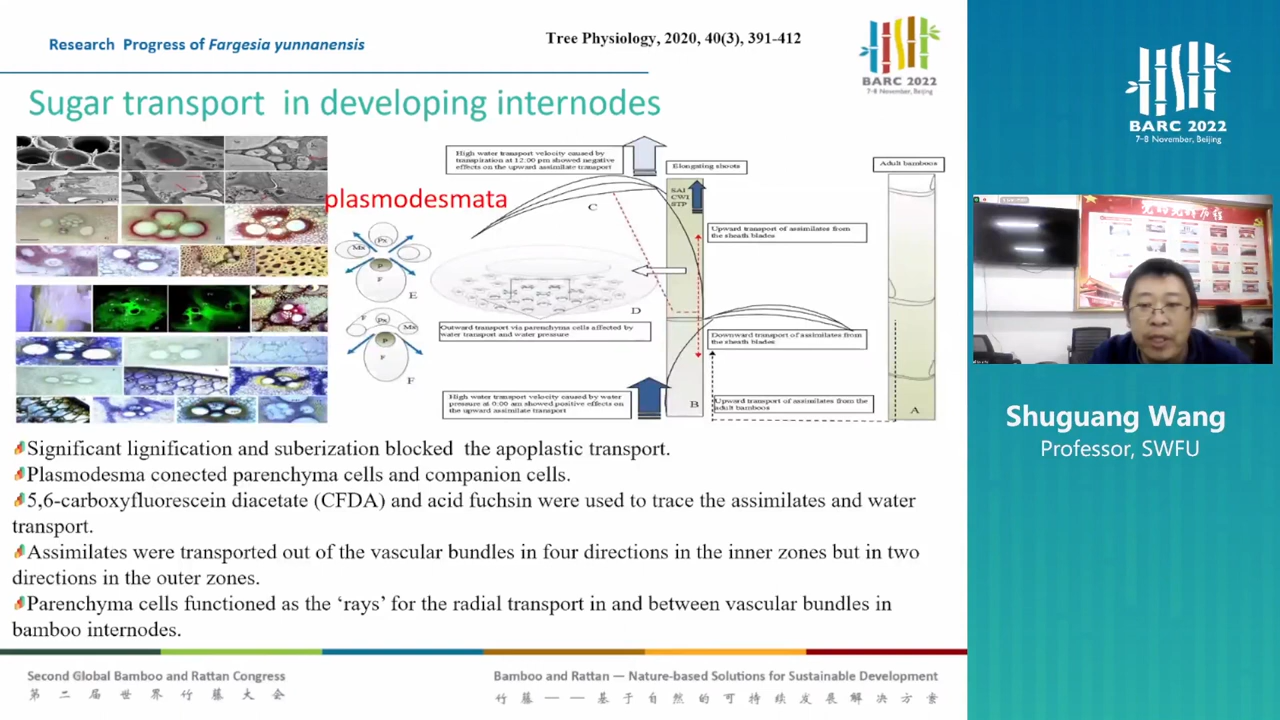 Research Progress of Fargesia yunnanensis
Tree Physiology, 2020, 40(3), 391-412
BARC 2022
7-8 November, Beijing
Sugar transport in developing internodes
plasmodesmata
High water transport velocity caused by
transpiration at 12:00 pm showed negative
effects on the upward assimilate transport
Elongating shoots
Adult bamboos
SAI
CWI
STP
C
Upward transport of assimilates from
the sheath blades
Mx
Px
P
F
E
D
Outward transport via parenchyma cells affected by
water transport and water pressure
Downward transport of assimilates from
the sheath blades
F
Px
Mx
P
F
F
High water transport velocity caused by water
pressure at 0:00 am showed positive effects on
the upward assimilate transport
B
Upward transport of assimilates from the
adult bamboos
A
Significant lignification and suberization blocked the apoplastic transport.
Plasmodesma conected parenchyma cells and companion cells.
5,6-carboxyfluorescein diacetate (CFDA) and acid fuchsin were used to trace the assimilates and water
transport.
Assimilates were transported out of the vascular bundles in four directions in the inner zones but in two
directions in the outer zones.
Parenchyma cells functioned as the ‘rays’ for the radial transport in and between vascular bundles in
bamboo internodes.
Second Global Bamboo and Rattan Congress
第二届世界竹藤大会
Bamboo and Rattan — Nature-based Solutions for Sustainable Development
竹藤——基于自然的可持续发展解决方案
BARC 2022
7-8 November, Beijing
Shuguang Wang
Professor, SWFU